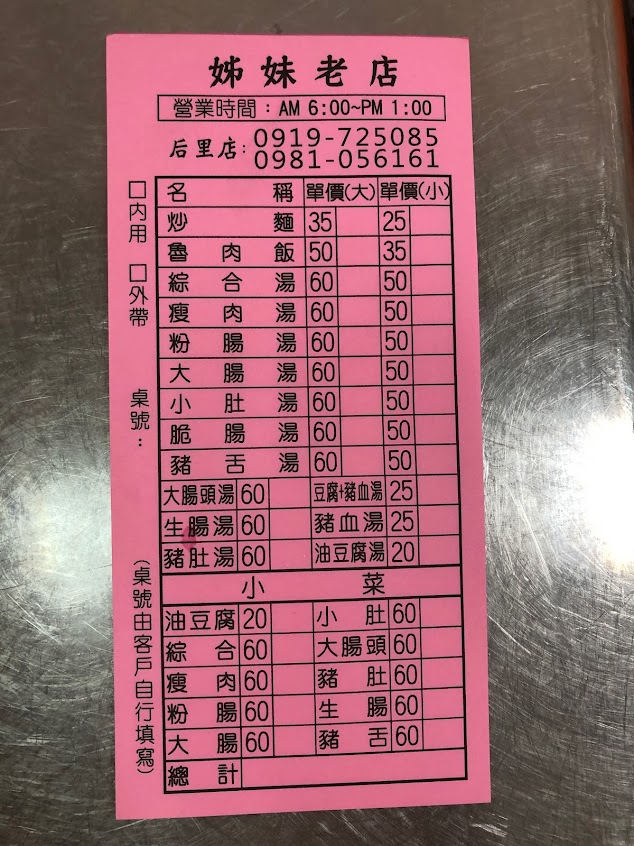 姊妹老店
營業時間：AM 6:00~PM 1:00
后里店：0919-725085
0981-056161
□內用 □外帶 桌號： (桌號由客戶自行填寫)
名稱 單價(大) 單價(小)
炒麵 35 25
魯肉飯 50 35
綜合湯 60 50
瘦肉湯 60 50
粉腸湯 60 50
大腸湯 60 50
小肚湯 60 50
脆腸湯 60 50
豬舌湯 60 50
大腸頭湯 60 豆腐+豬血湯 25
生腸湯 60 豬血湯 25
豬肚湯 60 油豆腐湯 20
小菜
油豆腐 20 小肚 60
綜合 60 大腸頭 60
瘦肉 60 豬肚 60
粉腸 60 生腸 60
大腸 60 豬舌 60
總計